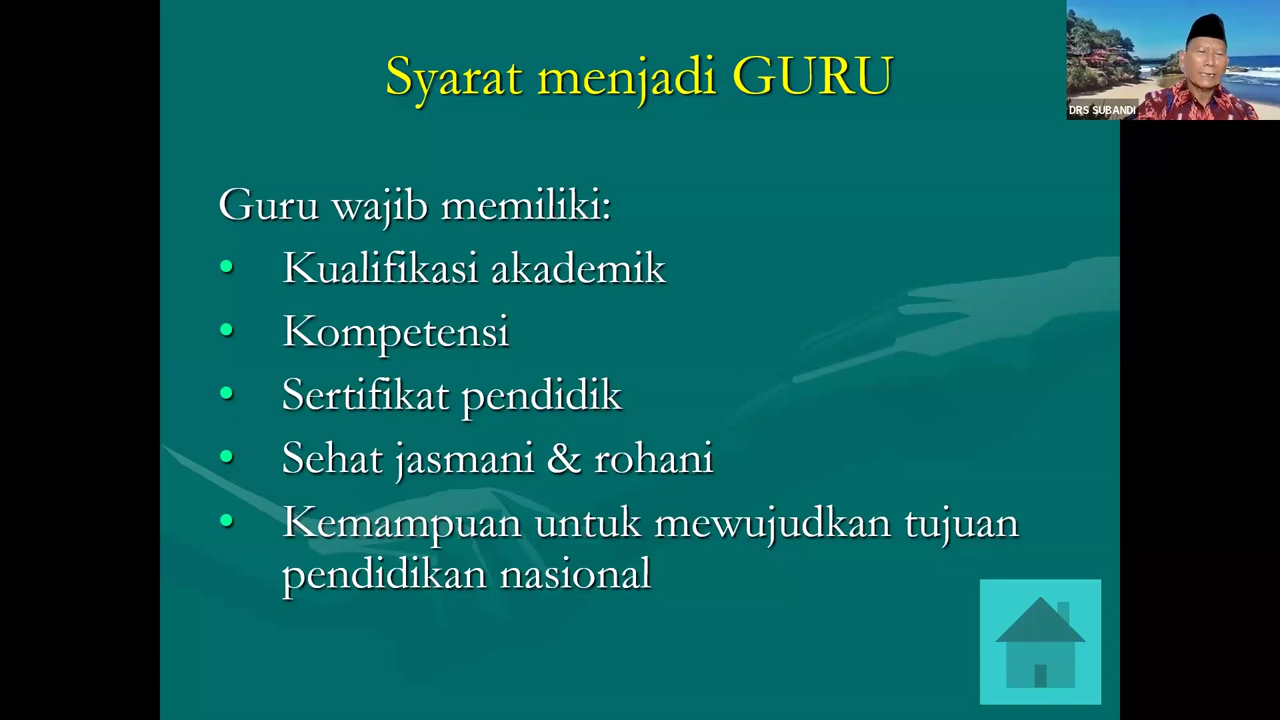 Syarat menjadi GURU
DRS SUBANDI
Guru wajib memiliki:
• Kualifikasi akademik
• Kompetensi
• Sertifikat pendidik
• Sehat jasmani & rohani
• Kemampuan untuk mewujudkan tujuan
pendidikan nasional